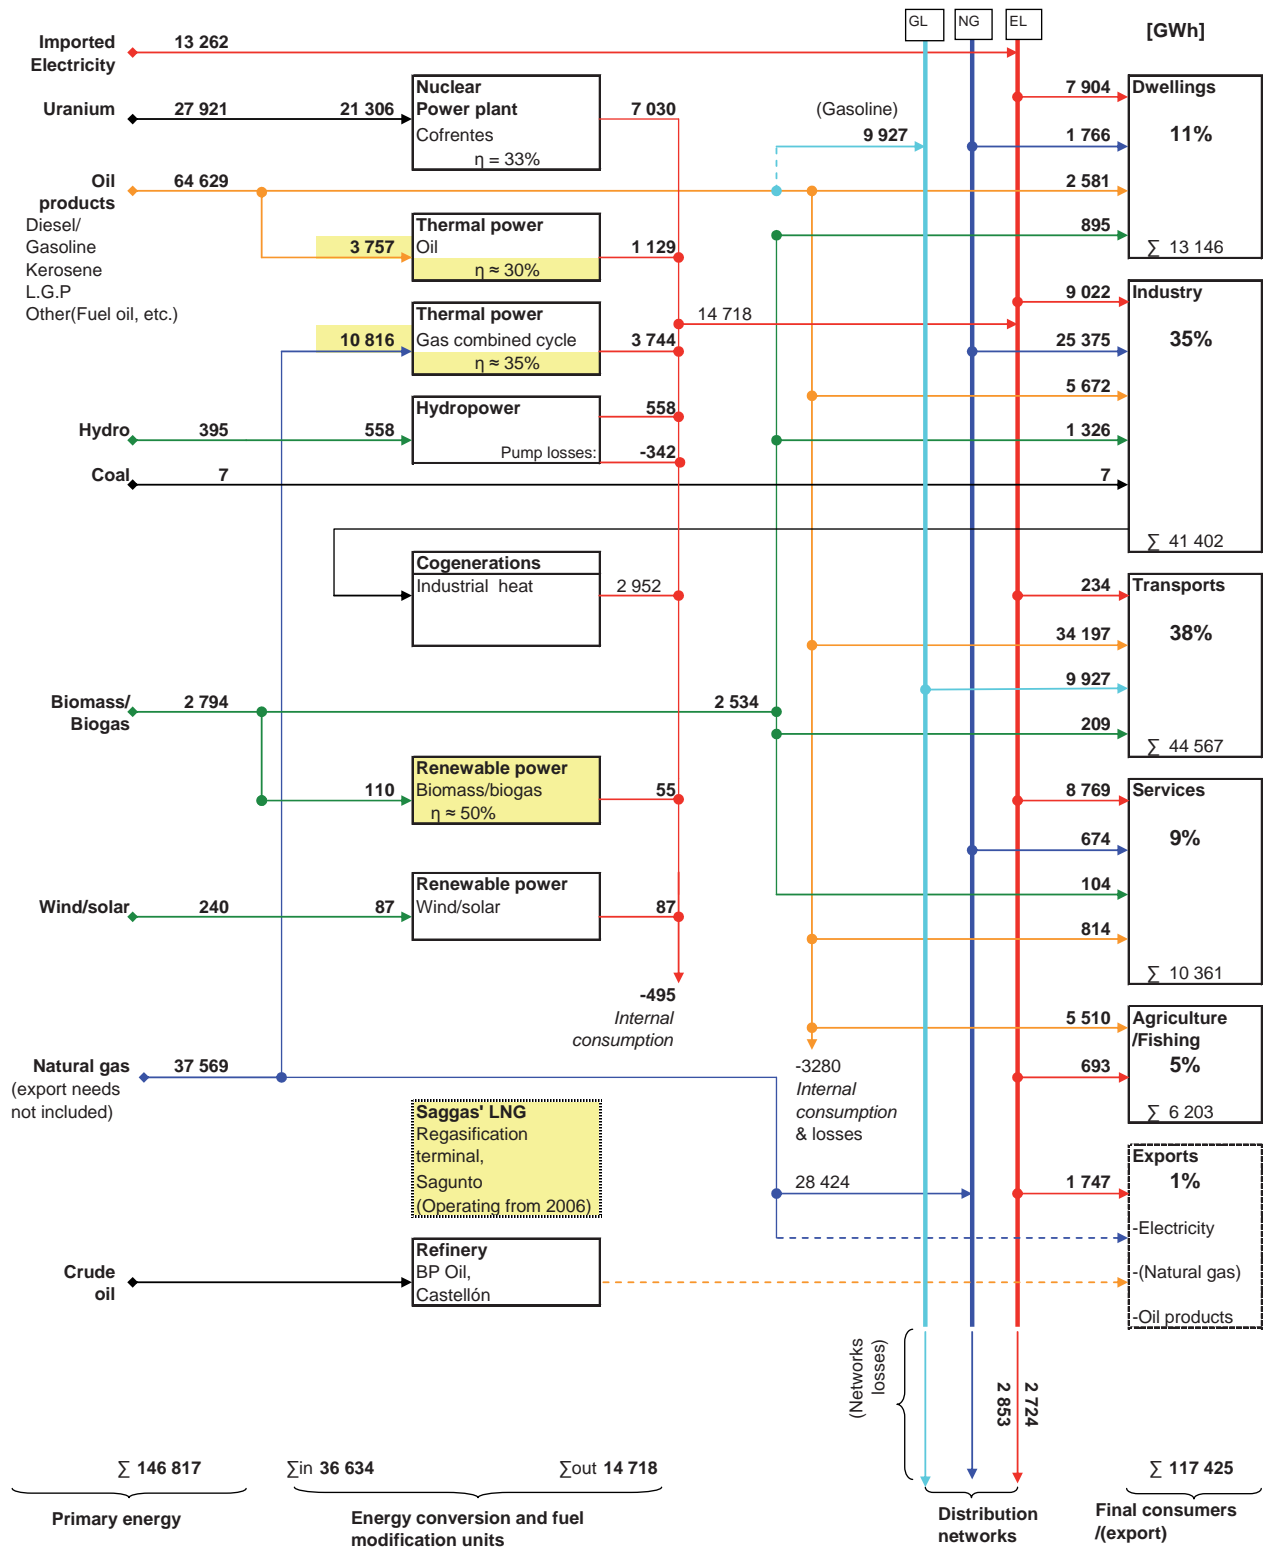 GL
NG
EL
[GWh]
Imported
Electricity
13 262
Uranium
27 921
21 306
Nuclear
Power plant
Cofrentes
η = 33%
7 030
(Gasoline)
9 927
7 904
1 766
2 581
895
Dwellings
11%
∑ 13 146
Oil
products
64 629
Diesel/
Gasoline
Kerosene
L.G.P
Other(Fuel oil, etc.)
3 757
Thermal power
Oil
η ≈ 30%
1 129
10 816
Thermal power
Gas combined cycle
η ≈ 35%
3 744
14 718
9 022
25 375
5 672
1 326
7
Industry
35%
∑ 41 402
Hydro
395
558
Hydropower
Pump losses:
558
-342
Coal
7
Cogenerations
Industrial heat
2 952
234
34 197
9 927
209
Transports
38%
∑ 44 567
Biomass/
Biogas
2 794
2 534
110
Renewable power
Biomass/biogas
η ≈ 50%
55
8 769
674
104
814
Services
9%
∑ 10 361
Wind/solar
240
87
Renewable power
Wind/solar
87
-495
Internal
consumption
5 510
693
Agriculture
/Fishing
5%
∑ 6 203
Natural gas
(export needs
not included)
37 569
-3280
Internal
consumption
& losses
Saggas' LNG
Regasification
terminal,
Sagunto
(Operating from 2006)
28 424
1 747
Exports
1%
-Electricity
-(Natural gas)
-Oil products
Crude
oil
Refinery
BP Oil,
Castellón
(Networks
losses)
2 724
2 853
∑ 146 817
∑in 36 634
∑out 14 718
∑ 117 425
Primary energy
Energy conversion and fuel
modification units
Distribution
networks
Final consumers
/(export)